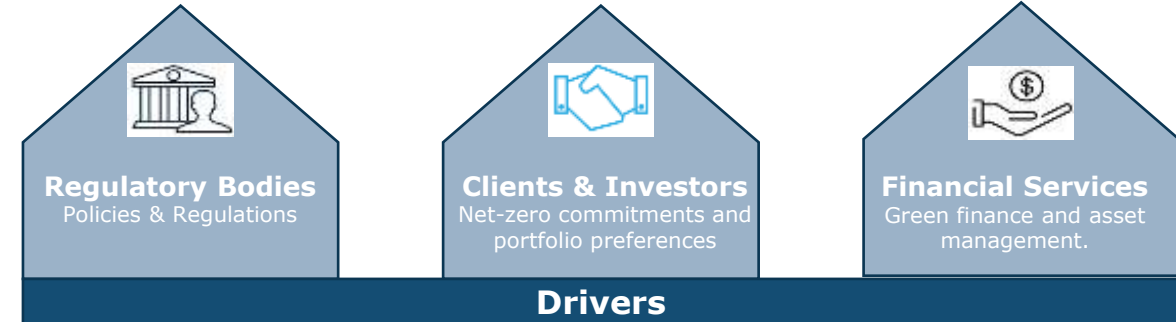 Regulatory Bodies
Policies & Regulations
Clients & Investors
Net-zero commitments and
portfolio preferences
Financial Services
Green finance and asset
management.
Drivers